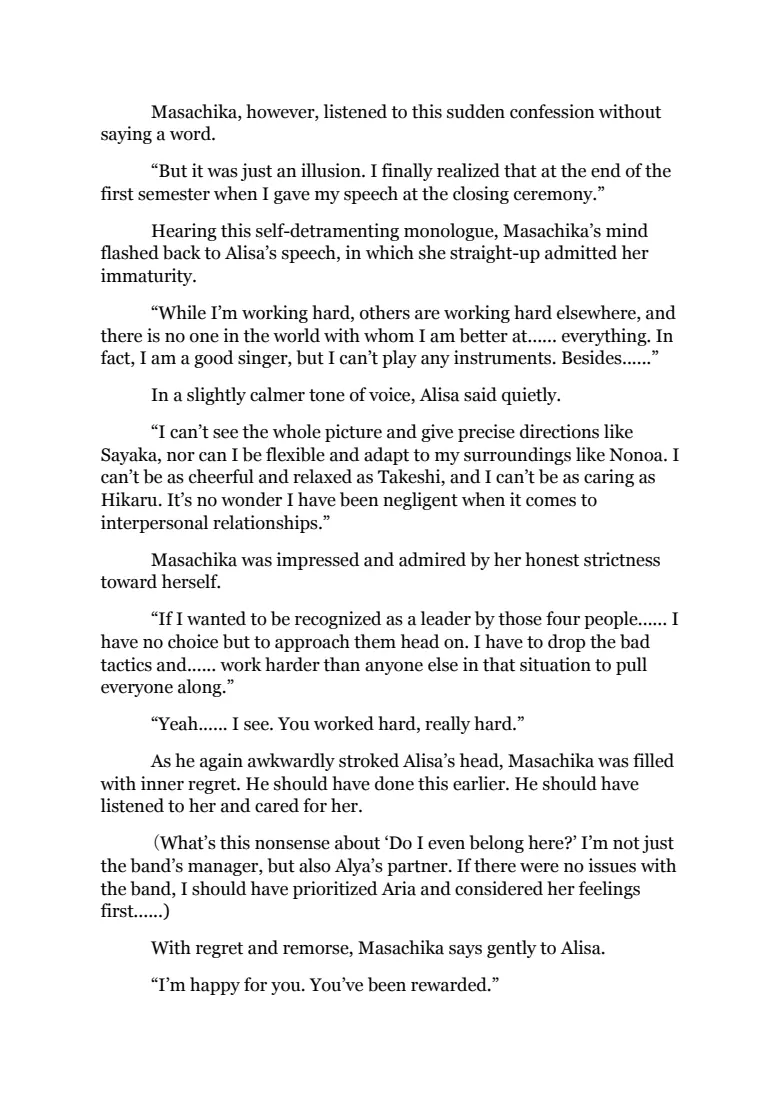 Masachika, however, listened to this sudden confession without
saying a word.
“But it was just an illusion. I finally realized that at the end of the
first semester when I gave my speech at the closing ceremony.”
Hearing this self-detramenting monologue, Masachika’s mind
flashed back to Alisa’s speech, in which she straight-up admitted her
immaturity.
“While I’m working hard, others are working hard elsewhere, and
there is no one in the world with whom I am better at...... everything. In
fact, I am a good singer, but I can’t play any instruments. Besides......”
In a slightly calmer tone of voice, Alisa said quietly.
“I can’t see the whole picture and give precise directions like
Sayaka, nor can I be flexible and adapt to my surroundings like Nonoa. I
can’t be as cheerful and relaxed as Takeshi, and I can’t be as caring as
Hikaru. It’s no wonder I have been negligent when it comes to
interpersonal relationships.”
Masachika was impressed and admired by her honest strictness
toward herself.
“If I wanted to be recognized as a leader by those four people...... I
have no choice but to approach them head on. I have to drop the bad
tactics and...... work harder than anyone else in that situation to pull
everyone along.”
“Yeah...... I see. You worked hard, really hard.”
As he again awkwardly stroked Alisa’s head, Masachika was filled
with inner regret. He should have done this earlier. He should have
listened to her and cared for her.
（What’s this nonsense about ‘Do I even belong here?’ I’m not just
the band’s manager, but also Alya’s partner. If there were no issues with
the band, I should have prioritized Aria and considered her feelings
first......)
With regret and remorse, Masachika says gently to Alisa.
“I’m happy for you. You’ve been rewarded.”